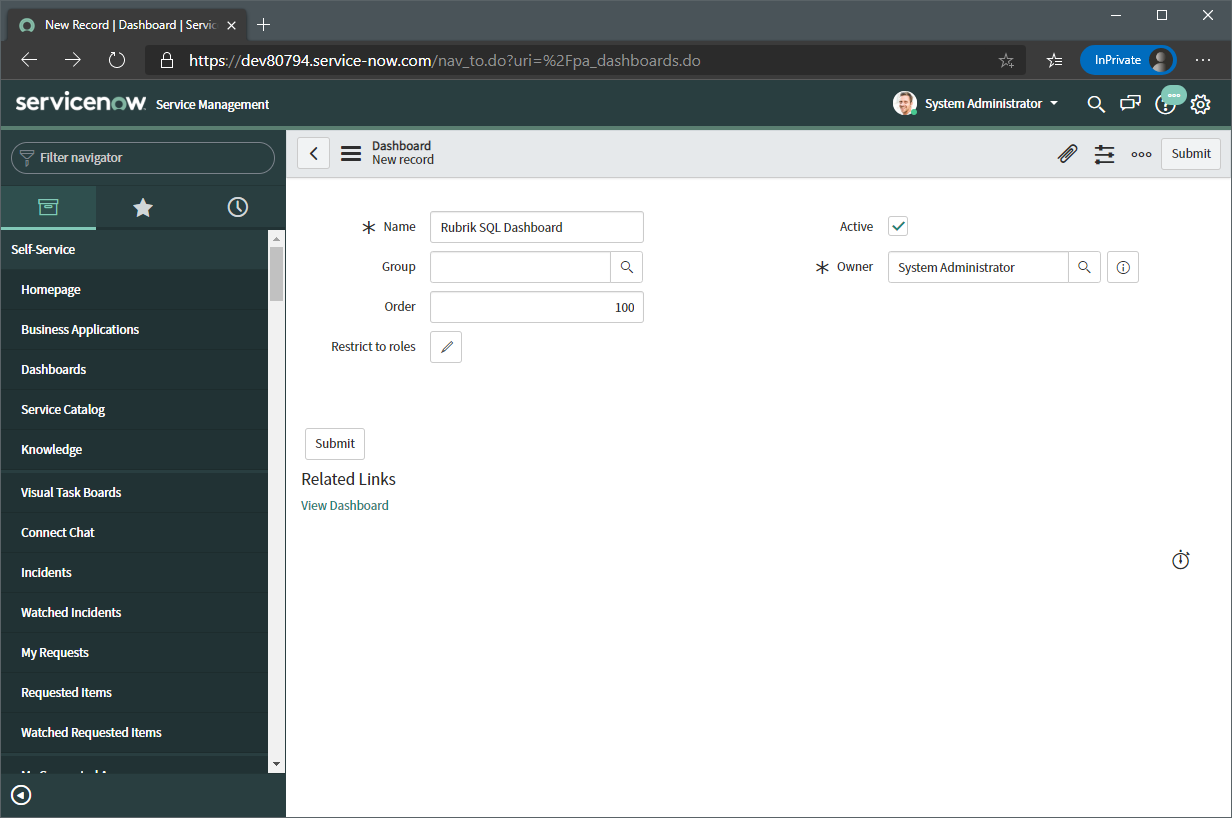 New Record | Dashboard | Servic
https://dev80794.service-now.com/nav_to.do?uri=%2Fpa_dashboards.do
InPrivate
servicenow Service Management
System Administrator
Filter navigator
Dashboard
New record
Submit
Self-Service
Homepage
Business Applications
Dashboards
Service Catalog
Knowledge
Visual Task Boards
Connect Chat
Incidents
Watched Incidents
My Requests
Requested Items
Watched Requested Items
Name Rubrik SQL Dashboard
Active
Group
Owner System Administrator
Order 100
Restrict to roles
Submit
Related Links
View Dashboard